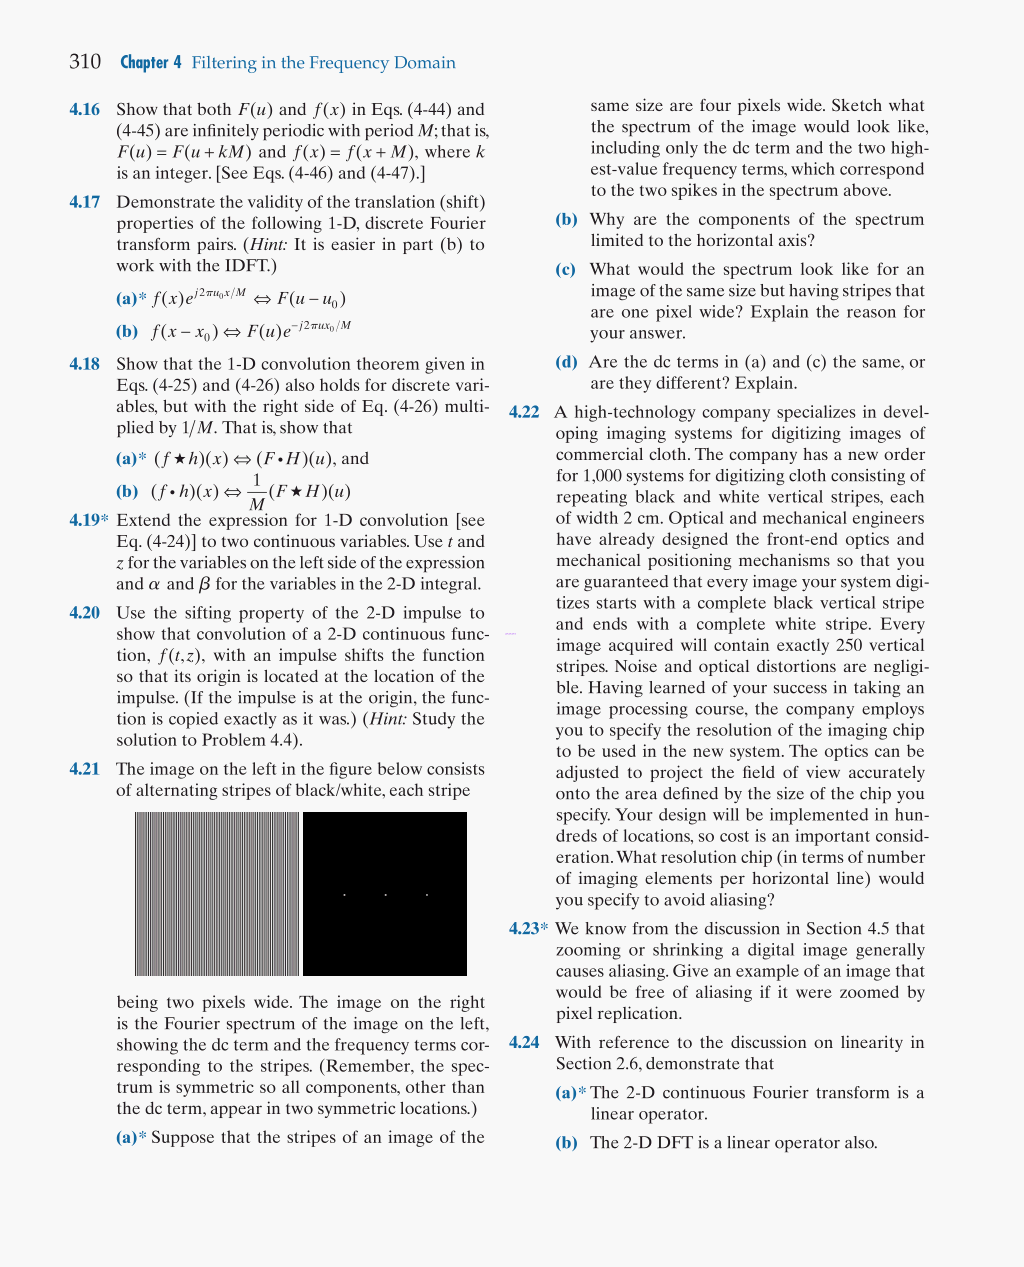 310 Chapter 4 Filtering in the Frequency Domain
4.16 Show that both F(u) and f(x) in Eqs. (4-44) and
(4-45) are infinitely periodic with period M; that is,
F(u) = F(u + kM) and f(x) = f(x + M), where k
is an integer. [See Eqs. (4-46) and (4-47).]
4.17 Demonstrate the validity of the translation (shift)
properties of the following 1-D, discrete Fourier
transform pairs. (Hint: It is easier in part (b) to
work with the IDFT.)
(a)* f(x)e^{j2πu₀x/M} ⇔ F(u − u₀)
(b) f(x − x₀) ⇔ F(u)e^{−j2πux₀/M}
4.18 Show that the 1-D convolution theorem given in
Eqs. (4-25) and (4-26) also holds for discrete vari-
ables, but with the right side of Eq. (4-26) multi-
plied by 1/M. That is, show that
(a)* (f ★ h)(x) ⇔ (F • H)(u), and
(b) (f • h)(x) ⇔ 1/M (F ★ H)(u)
4.19* Extend the expression for 1-D convolution [see
Eq. (4-24)] to two continuous variables. Use t and
z for the variables on the left side of the expression
and α and β for the variables in the 2-D integral.
4.20 Use the sifting property of the 2-D impulse to
show that convolution of a 2-D continuous func-
tion, f(t,z), with an impulse shifts the function
so that its origin is located at the location of the
impulse. (If the impulse is at the origin, the func-
tion is copied exactly as it was.) (Hint: Study the
solution to Problem 4.4).
4.21 The image on the left in the figure below consists
of alternating stripes of black/white, each stripe
being two pixels wide. The image on the right
is the Fourier spectrum of the image on the left,
showing the dc term and the frequency terms cor-
responding to the stripes. (Remember, the spec-
trum is symmetric so all components, other than
the dc term, appear in two symmetric locations.)
(a)* Suppose that the stripes of an image of the
same size are four pixels wide. Sketch what
the spectrum of the image would look like,
including only the dc term and the two high-
est-value frequency terms, which correspond
to the two spikes in the spectrum above.
(b) Why are the components of the spectrum
limited to the horizontal axis?
(c) What would the spectrum look like for an
image of the same size but having stripes that
are one pixel wide? Explain the reason for
your answer.
(d) Are the dc terms in (a) and (c) the same, or
are they different? Explain.
4.22 A high-technology company specializes in devel-
oping imaging systems for digitizing images of
commercial cloth. The company has a new order
for 1,000 systems for digitizing cloth consisting of
repeating black and white vertical stripes, each
of width 2 cm. Optical and mechanical engineers
have already designed the front-end optics and
mechanical positioning mechanisms so that you
are guaranteed that every image your system digi-
tizes starts with a complete black vertical stripe
and ends with a complete white stripe. Every
image acquired will contain exactly 250 vertical
stripes. Noise and optical distortions are negligi-
ble. Having learned of your success in taking an
image processing course, the company employs
you to specify the resolution of the imaging chip
to be used in the new system. The optics can be
adjusted to project the field of view accurately
onto the area defined by the size of the chip you
specify. Your design will be implemented in hun-
dreds of locations, so cost is an important consid-
eration. What resolution chip (in terms of number
of imaging elements per horizontal line) would
you specify to avoid aliasing?
4.23* We know from the discussion in Section 4.5 that
zooming or shrinking a digital image generally
causes aliasing. Give an example of an image that
would be free of aliasing if it were zoomed by
pixel replication.
4.24 With reference to the discussion on linearity in
Section 2.6, demonstrate that
(a)* The 2-D continuous Fourier transform is a
linear operator.
(b) The 2-D DFT is a linear operator also.